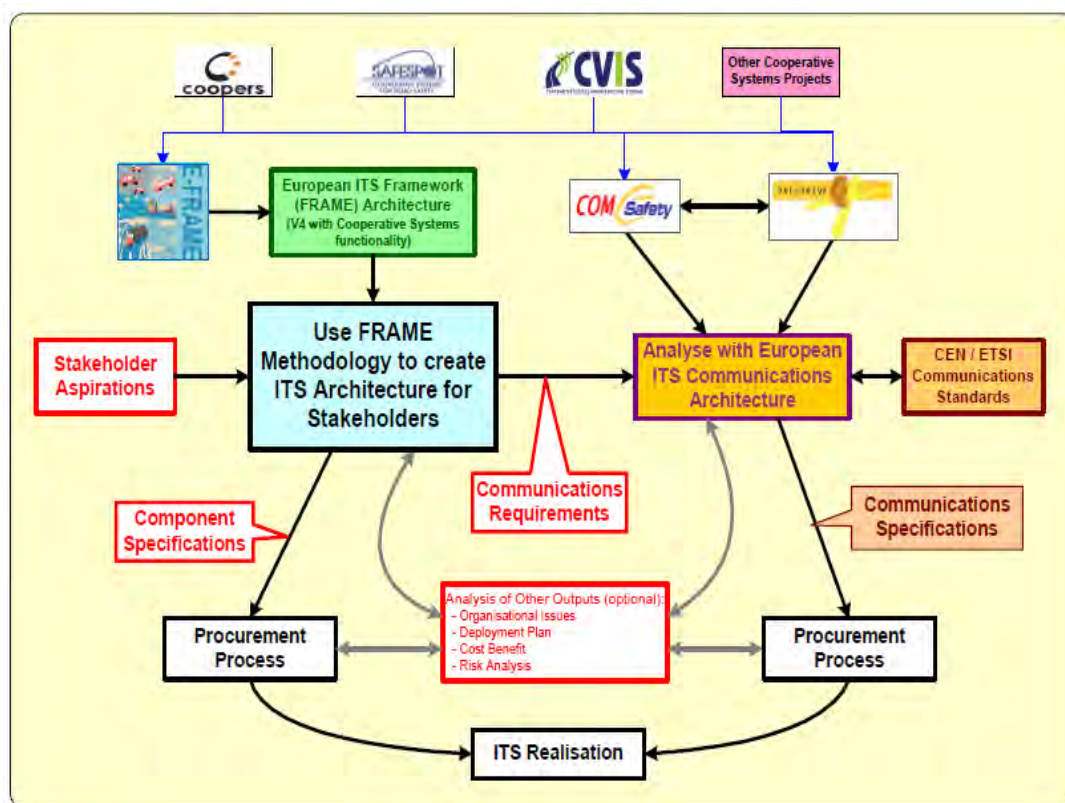 coopers
SAFESPOT
CVIS
Other Cooperative
Systems Projects
E-FRAME
European ITS Framework
(FRAME) Architecture
(V4 with Cooperative Systems
functionality)
COM Safety
Stakeholder
Aspirations
Use FRAME
Methodology to create
ITS Architecture for
Stakeholders
Analyse with European
ITS Communications
Architecture
CEN / ETSI
Communications
Standards
Component
Specifications
Communications
Requirements
Communications
Specifications
Analysis of Other Outputs (optional):
- Organisational Issues
- Deployment Plan
- Cost Benefit
- Risk Analysis
Procurement
Process
Procurement
Process
ITS Realisation